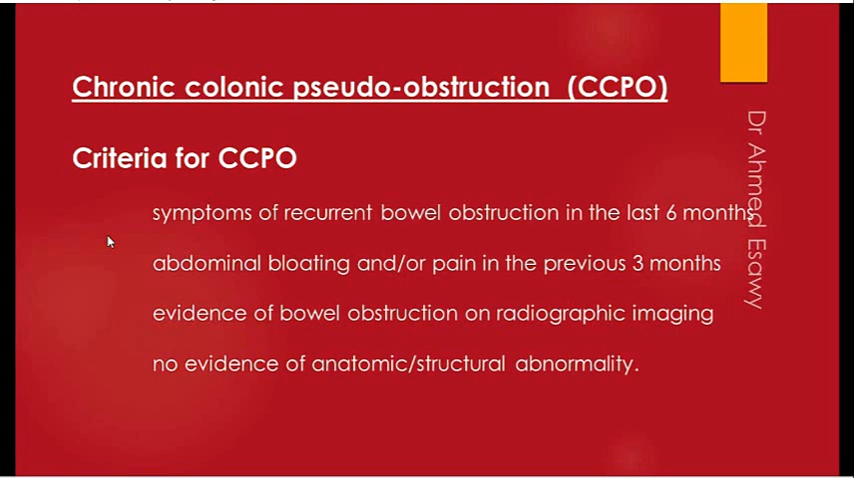 Chronic colonic pseudo-obstruction (CCPO)
Criteria for CCPO
symptoms of recurrent bowel obstruction in the last 6 months
abdominal bloating and/or pain in the previous 3 months
evidence of bowel obstruction on radiographic imaging
no evidence of anatomic/structural abnormality.
Dr Ahmed Esawy